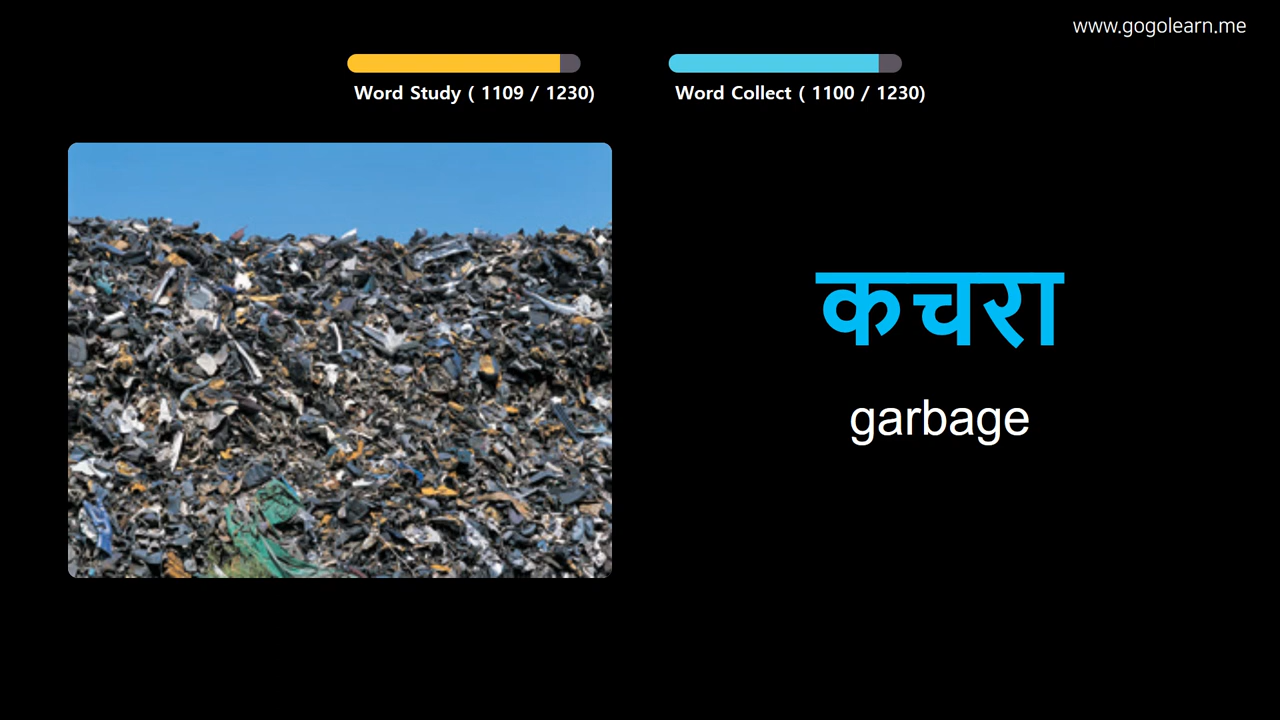 www.gogolearn.me
Word Study ( 1109 / 1230)
Word Collect ( 1100 / 1230)
कचरा
garbage